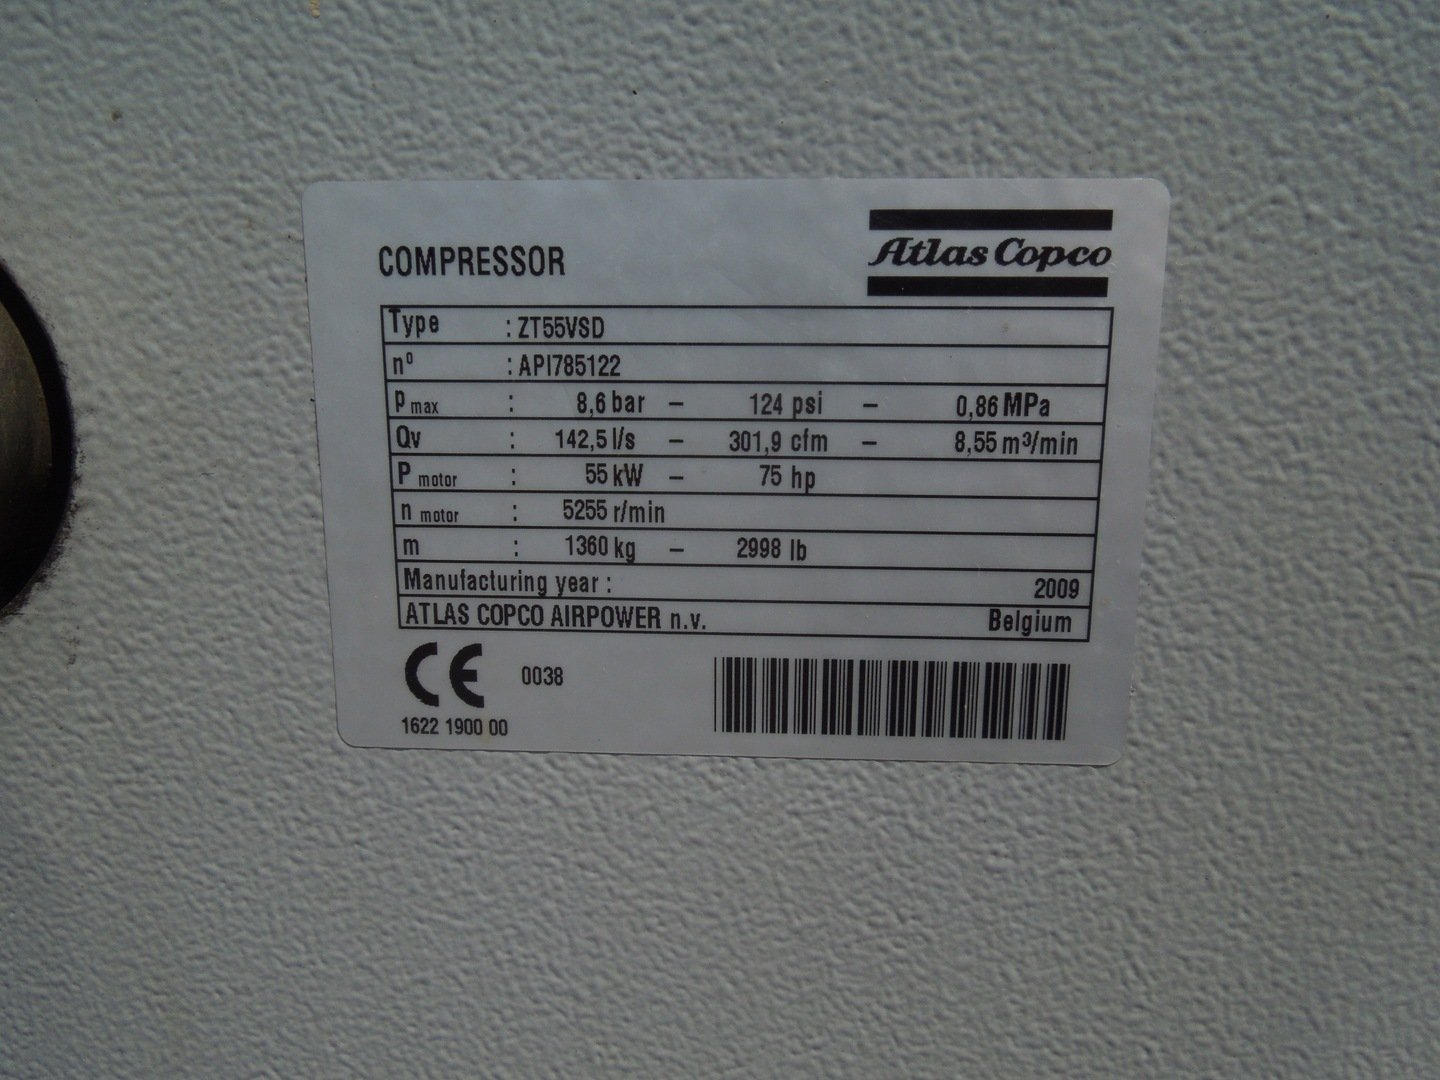 Atlas Copco
COMPRESSOR
Type : ZT55VSD
nº : API785122
P max : 8,6 bar – 124 psi – 0,86 MPa
Qv : 142,5 l/s – 301,9 cfm – 8,55 m³/min
P motor : 55 kW – 75 hp
n motor : 5255 r/min
m : 1360 kg – 2998 lb
Manufacturing year : 2009
ATLAS COPCO AIRPOWER n.v. Belgium
CE 0038
1622 1900 00